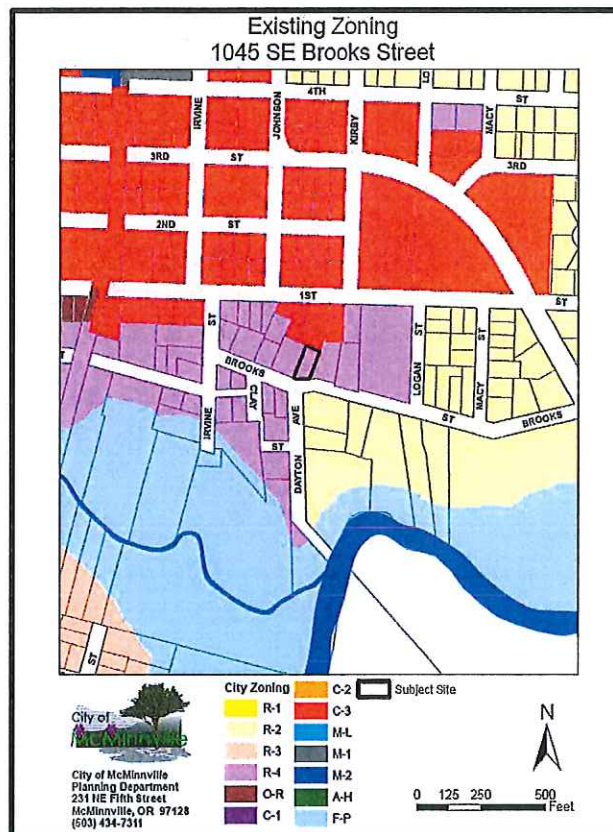 Existing Zoning
1045 SE Brooks Street
4TH
ST
IRVINE
JOHNSON
KIRBY
MACY
3RD
ST
3RD
2ND
ST
1ST
ST
ST
BROOKS
CLAY
AVE
ST
LOGAN
ST
MACY
ST
ST
BROOKS
IRVINE
ST
DAYTON
ST
City of
McMinnville
City of McMinnville
Planning Department
231 NE Fifth Street
McMinnville, OR 97128
(503) 434-7311
City Zoning
R-1
R-2
R-3
R-4
O-R
C-1
C-2
C-3
M-L
M-1
M-2
A-H
F-P
Subject Site
N
0 125 250 500
Feet